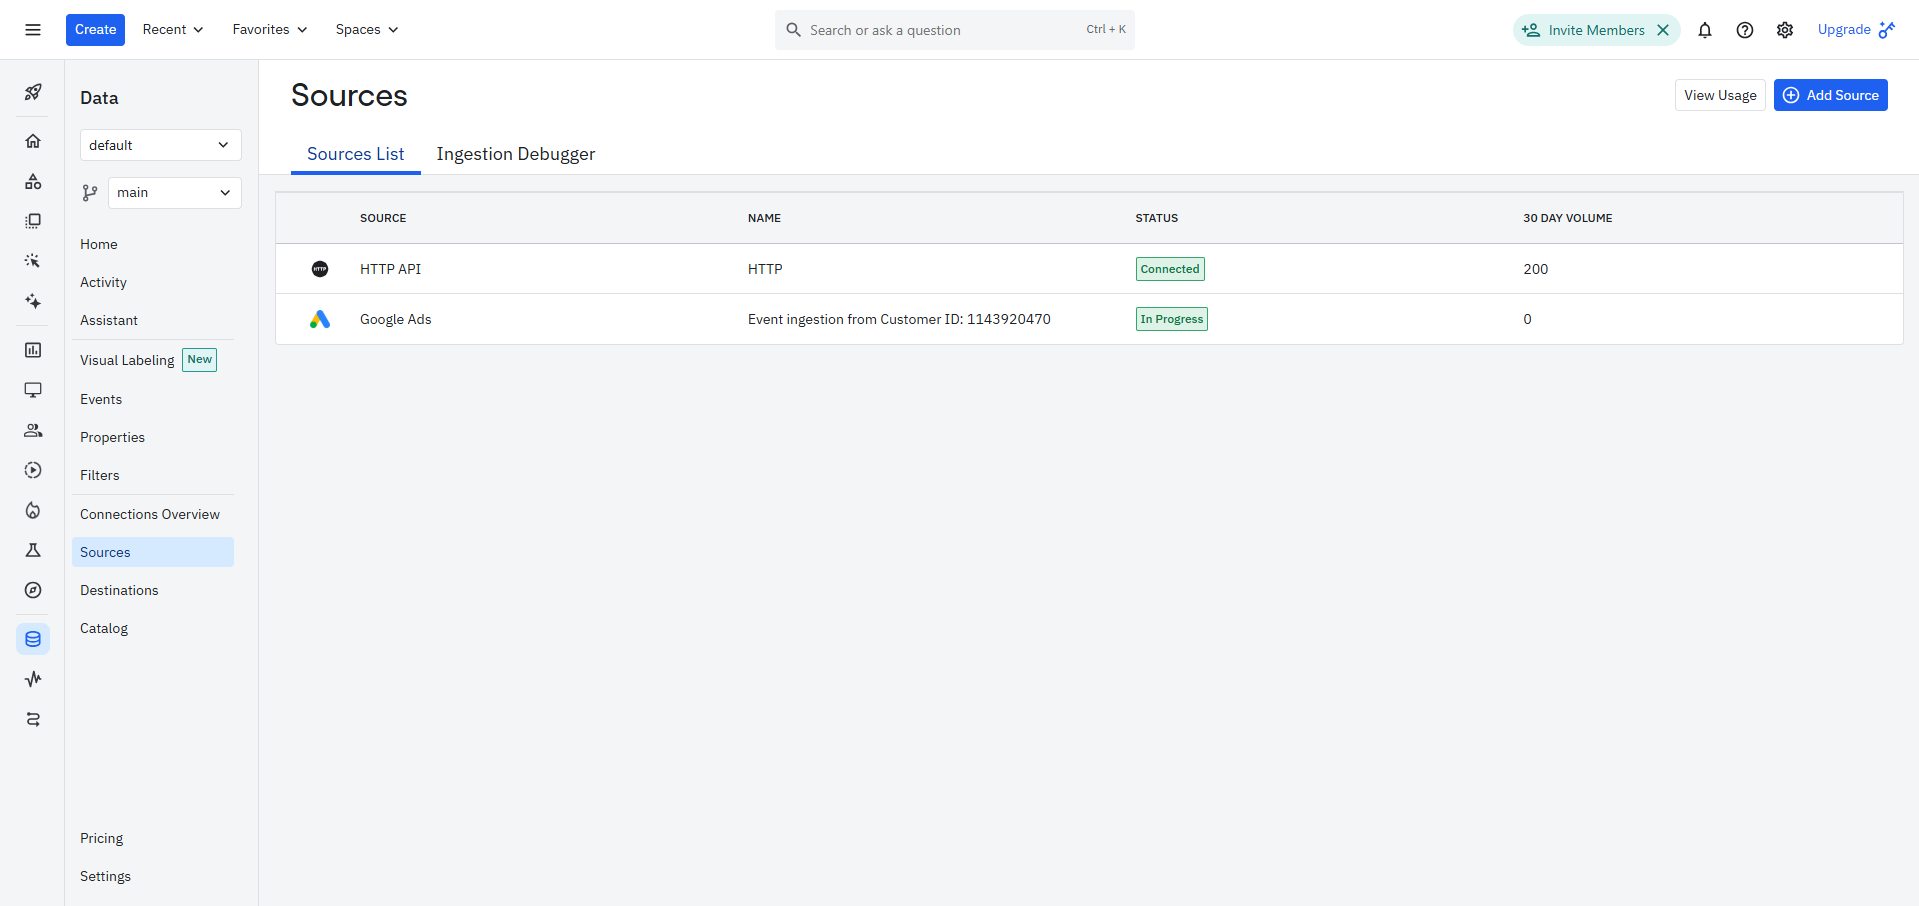 Create
Recent
Favorites
Spaces
Search or ask a question
Ctrl + K
Invite Members
Upgrade
Data
default
main
Home
Activity
Assistant
Visual Labeling New
Events
Properties
Filters
Connections Overview
Sources
Destinations
Catalog
Pricing
Settings
Sources
View Usage
Add Source
Sources List
Ingestion Debugger
SOURCE NAME STATUS 30 DAY VOLUME
HTTP HTTP API HTTP Connected 200
Google Ads Event ingestion from Customer ID: 1143920470 In Progress 0